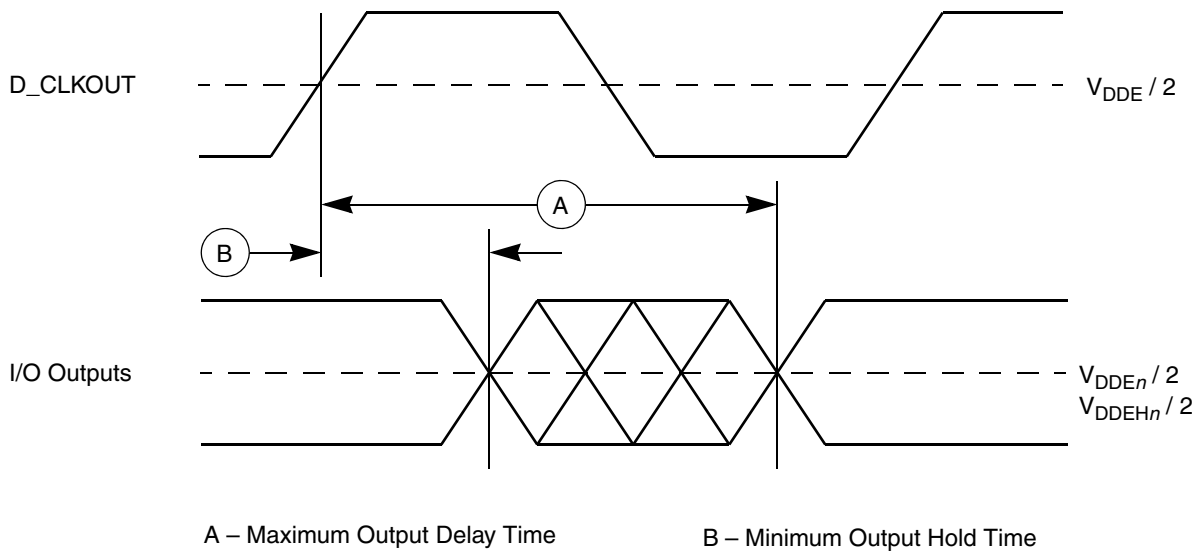 D_CLKOUT
V_DDE / 2
A
B
I/O Outputs
V_DDEn / 2
V_DDEHn / 2
A – Maximum Output Delay Time
B – Minimum Output Hold Time